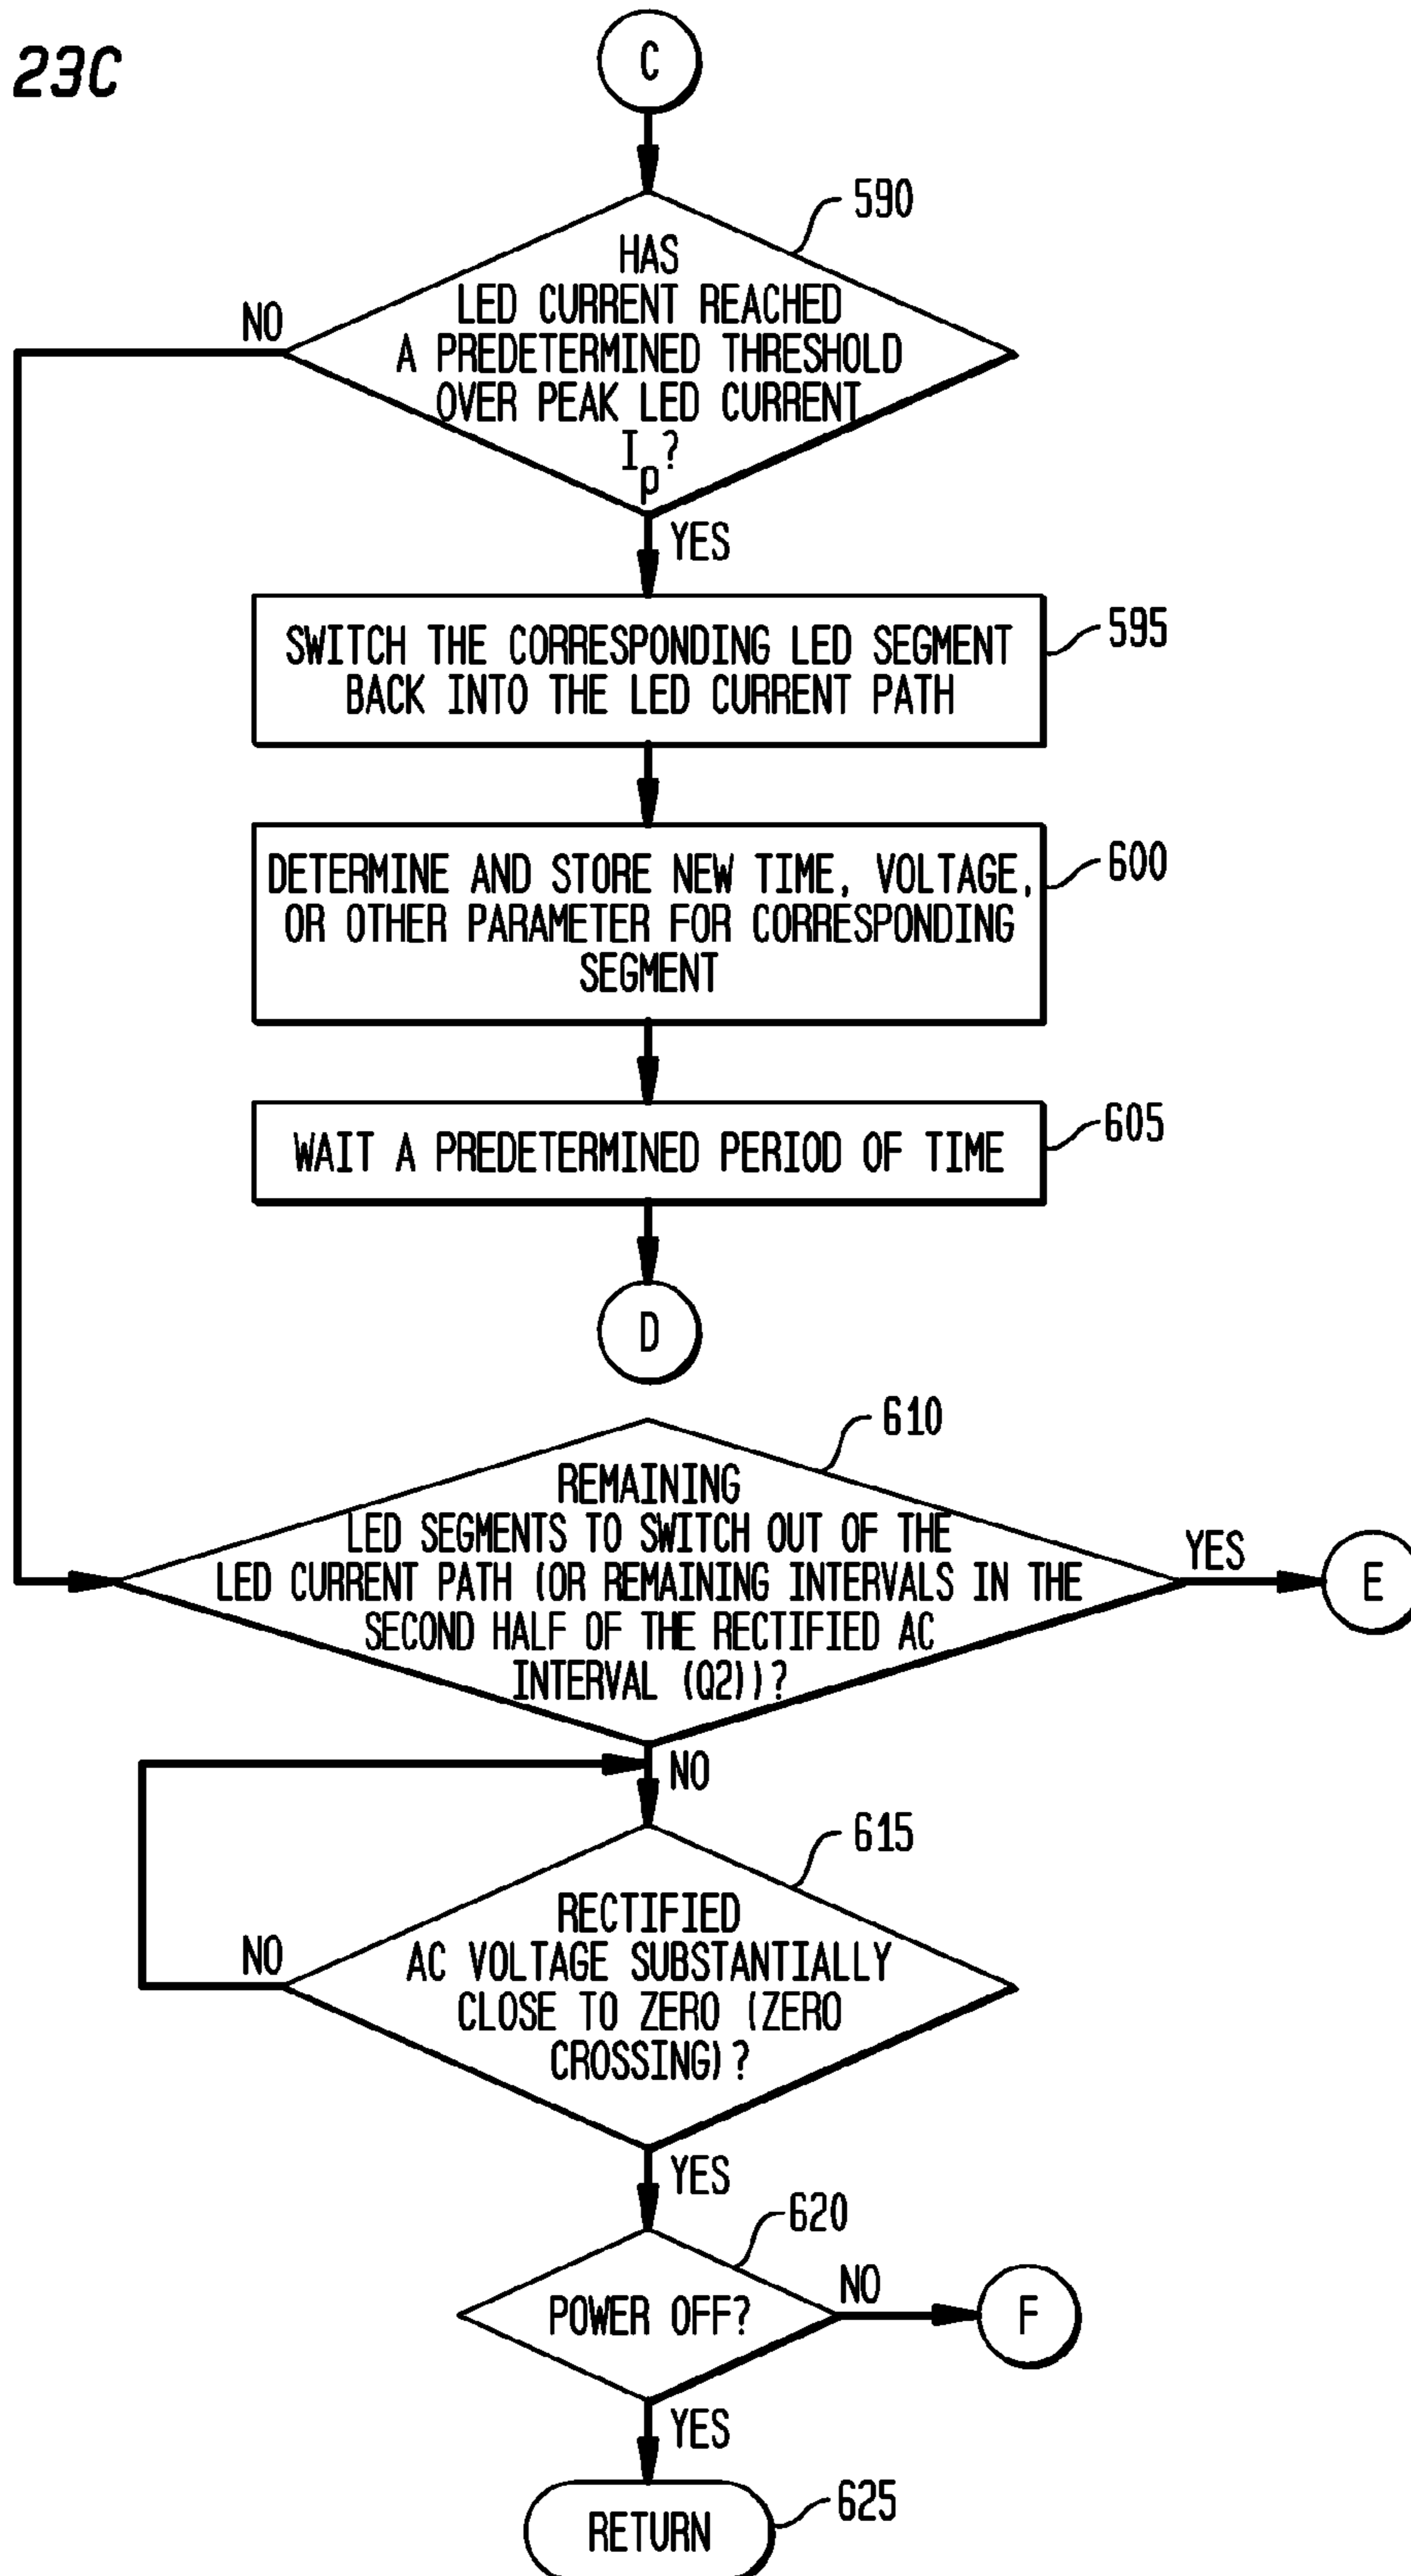 23C
C
590
HAS
LED CURRENT REACHED
A PREDETERMINED THRESHOLD
OVER PEAK LED CURRENT
Ip?
NO
YES
SWITCH THE CORRESPONDING LED SEGMENT
BACK INTO THE LED CURRENT PATH
595
DETERMINE AND STORE NEW TIME, VOLTAGE,
OR OTHER PARAMETER FOR CORRESPONDING
SEGMENT
600
WAIT A PREDETERMINED PERIOD OF TIME
605
D
610
REMAINING
LED SEGMENTS TO SWITCH OUT OF THE
LED CURRENT PATH (OR REMAINING INTERVALS IN THE
SECOND HALF OF THE RECTIFIED AC
INTERVAL (Q2))?
YES
E
NO
615
RECTIFIED
AC VOLTAGE SUBSTANTIALLY
CLOSE TO ZERO (ZERO
CROSSING)?
NO
YES
620
POWER OFF?
NO
F
YES
RETURN
625